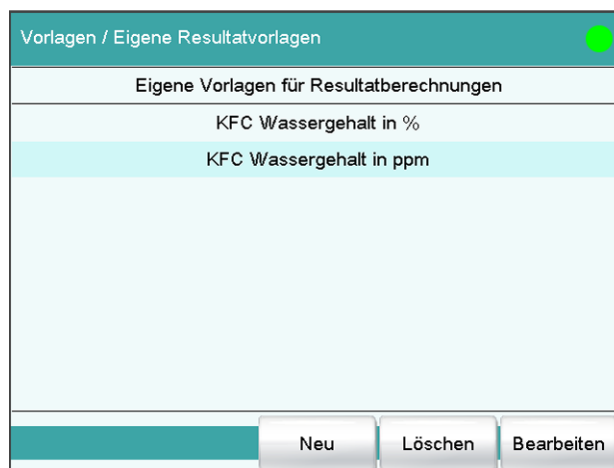 Vorlagen / Eigene Resultatvorlagen
Eigene Vorlagen für Resultatberechnungen
KFC Wassergehalt in %
KFC Wassergehalt in ppm
Neu Löschen Bearbeiten